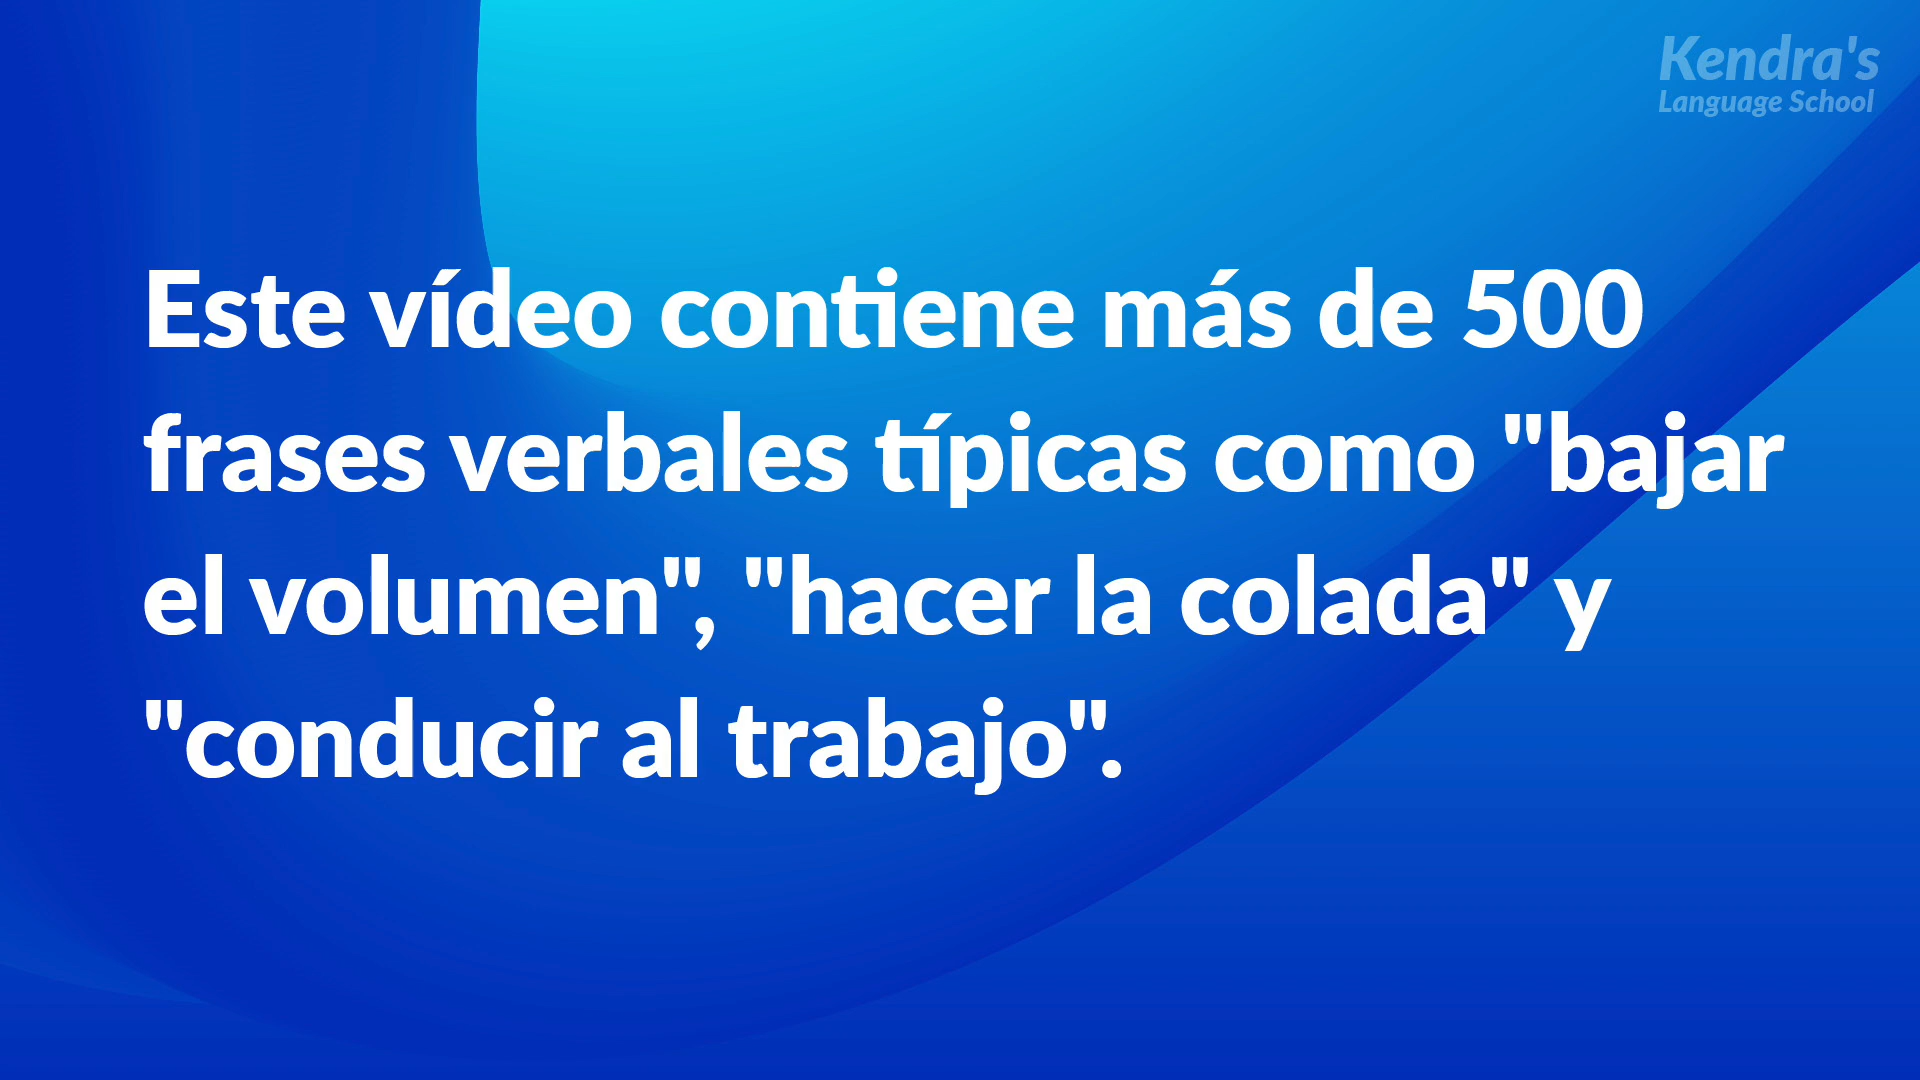 Kendra's
Language School
Este vídeo contiene más de 500
frases verbales típicas como "bajar
el volumen", "hacer la colada" y
"conducir al trabajo".